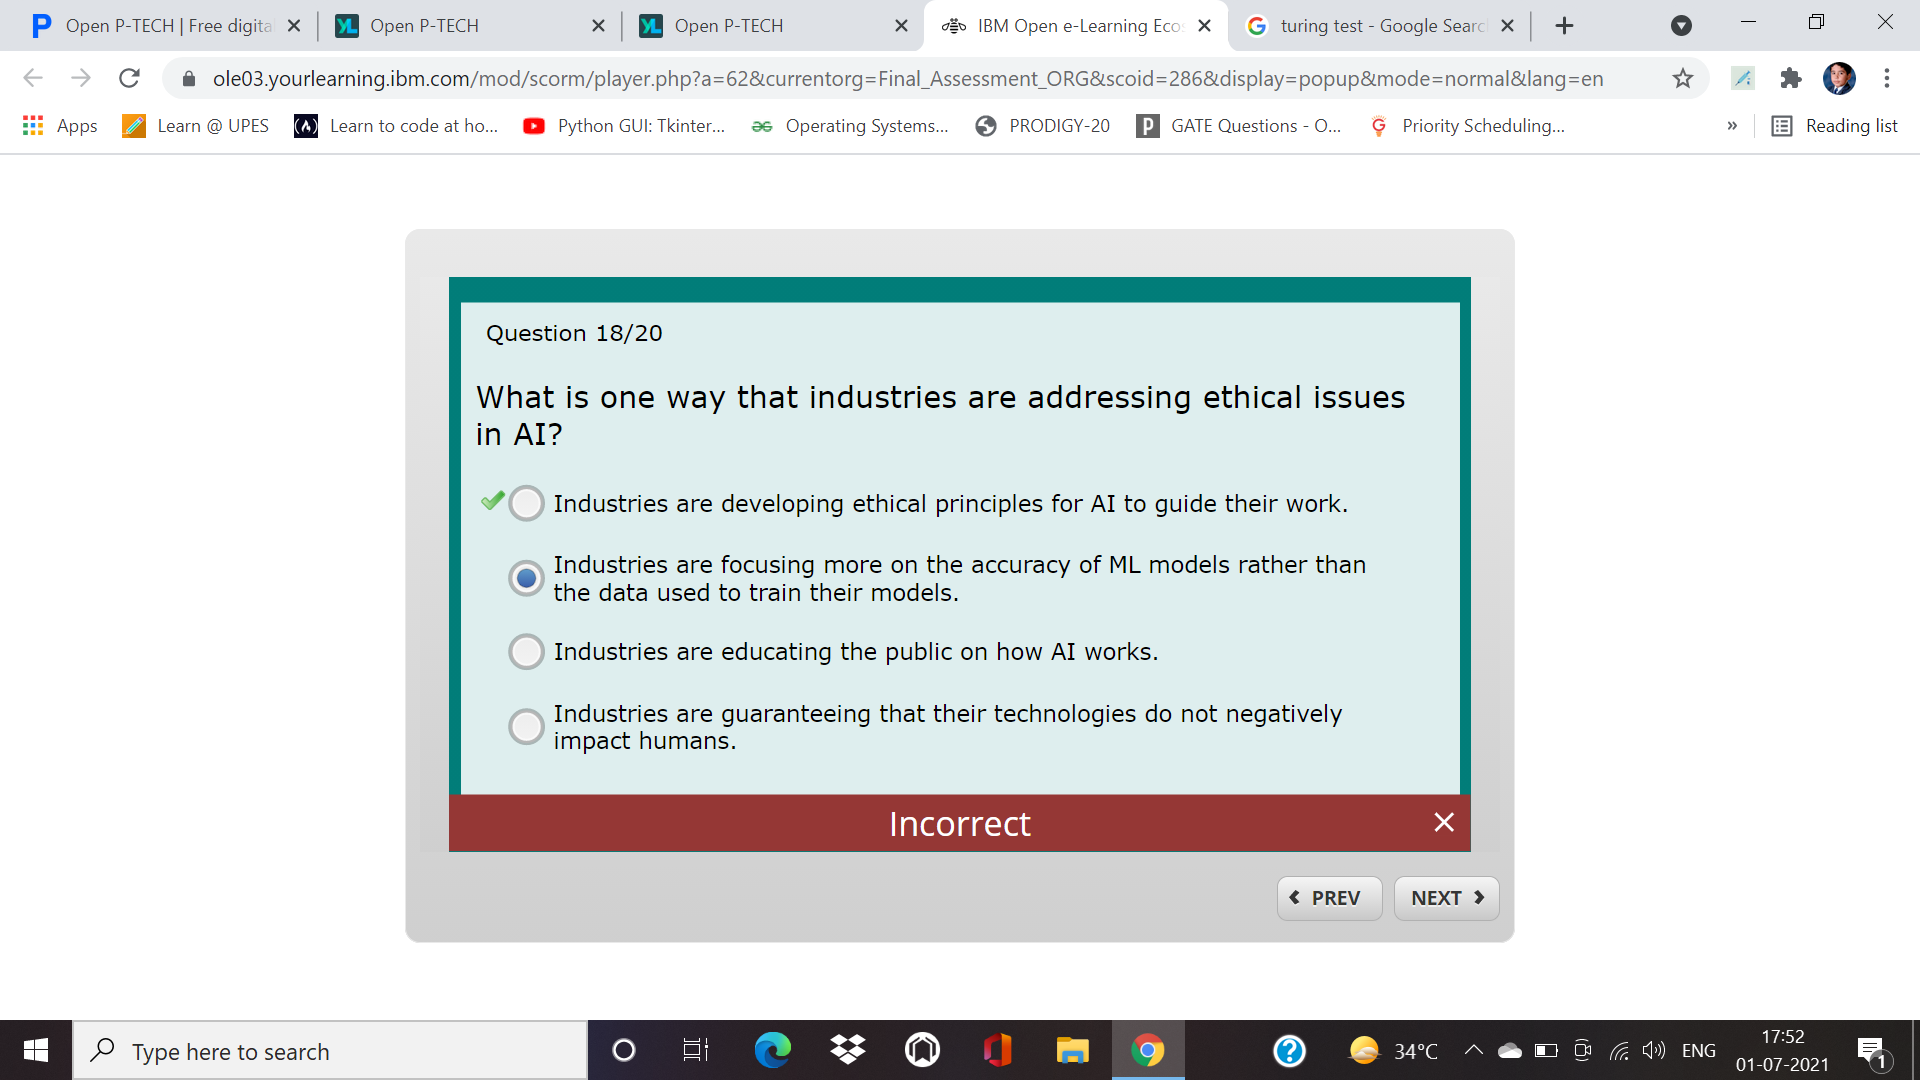 Open P-TECH | Free digita
Open P-TECH
Open P-TECH
IBM Open e-Learning Eco
turing test - Google Searc
ole03.yourlearning.ibm.com/mod/scorm/player.php?a=62&currentorg=Final_Assessment_ORG&scoid=286&display=popup&mode=normal&lang=en
Apps
Learn @ UPES
Learn to code at ho...
Python GUI: Tkinter...
Operating Systems...
PRODIGY-20
GATE Questions - O...
Priority Scheduling...
»
Reading list
Question 18/20
What is one way that industries are addressing ethical issues
in AI?
Industries are developing ethical principles for AI to guide their work.
Industries are focusing more on the accuracy of ML models rather than
the data used to train their models.
Industries are educating the public on how AI works.
Industries are guaranteeing that their technologies do not negatively
impact humans.
Incorrect
PREV
NEXT
Type here to search
34°C
ENG
17:52
01-07-2021
1